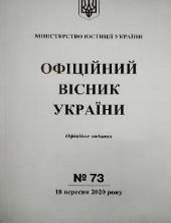 МІНІСТЕРСТВО ЮСТИЦІЇ УКРАЇНИ
ОФІЦІЙНИЙ
ВІСНИК
УКРАЇНИ
офіційне видання
№ 73
18 вересня 2020 року